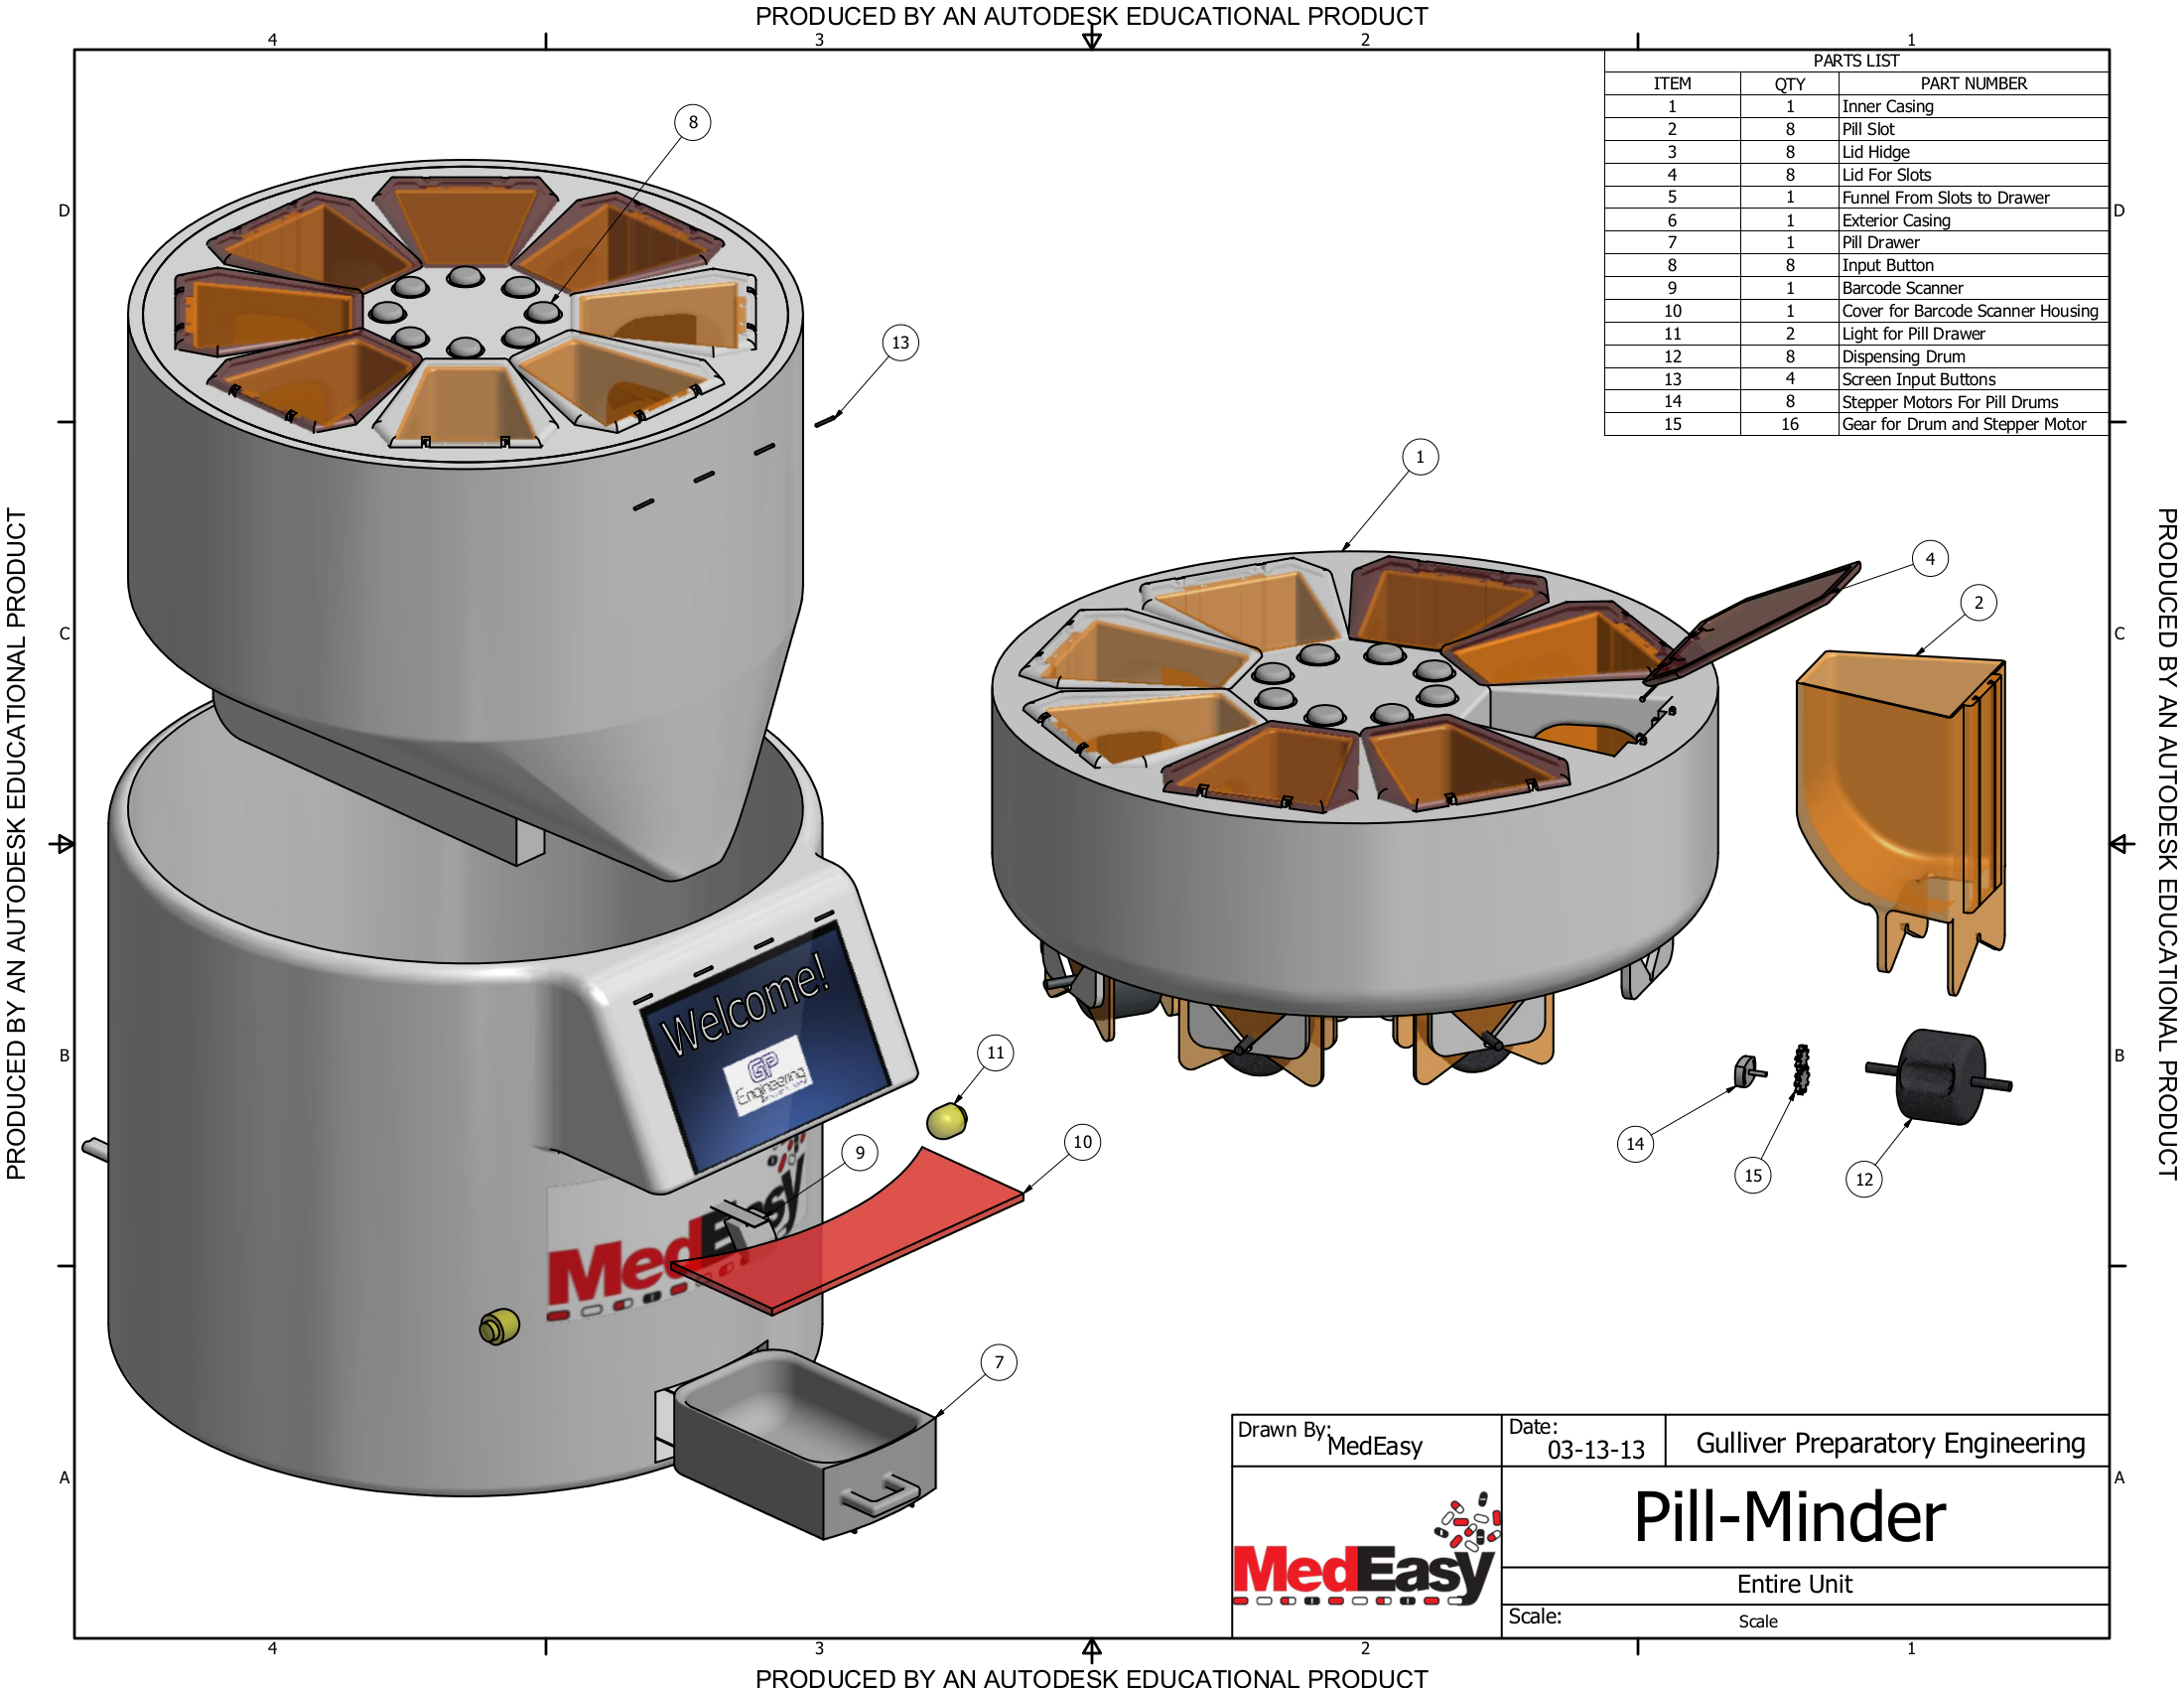 PRODUCED BY AN AUTODESK EDUCATIONAL PRODUCT
4 3 2 1
PARTS LIST
ITEM QTY PART NUMBER
1 1 Inner Casing
2 8 Pill Slot
3 8 Lid Hidge
4 8 Lid For Slots
5 1 Funnel From Slots to Drawer
6 1 Exterior Casing
7 1 Pill Drawer
8 8 Input Button
9 1 Barcode Scanner
10 1 Cover for Barcode Scanner Housing
11 2 Light for Pill Drawer
12 8 Dispensing Drum
13 4 Screen Input Buttons
14 8 Stepper Motors For Pill Drums
15 16 Gear for Drum and Stepper Motor
8
D D
13
1
4
2
C C
PRODUCED BY AN AUTODESK EDUCATIONAL PRODUCT
PRODUCED BY AN AUTODESK EDUCATIONAL PRODUCT
Welcome!
GP
Engineering
11
B B
9
10
14
15
12
MedEasy
7
Drawn By:
MedEasy
Date:
03-13-13
Gulliver Preparatory Engineering
A A
MedEasy
Pill-Minder
Entire Unit
Scale:
Scale
4 3 2 1
PRODUCED BY AN AUTODESK EDUCATIONAL PRODUCT